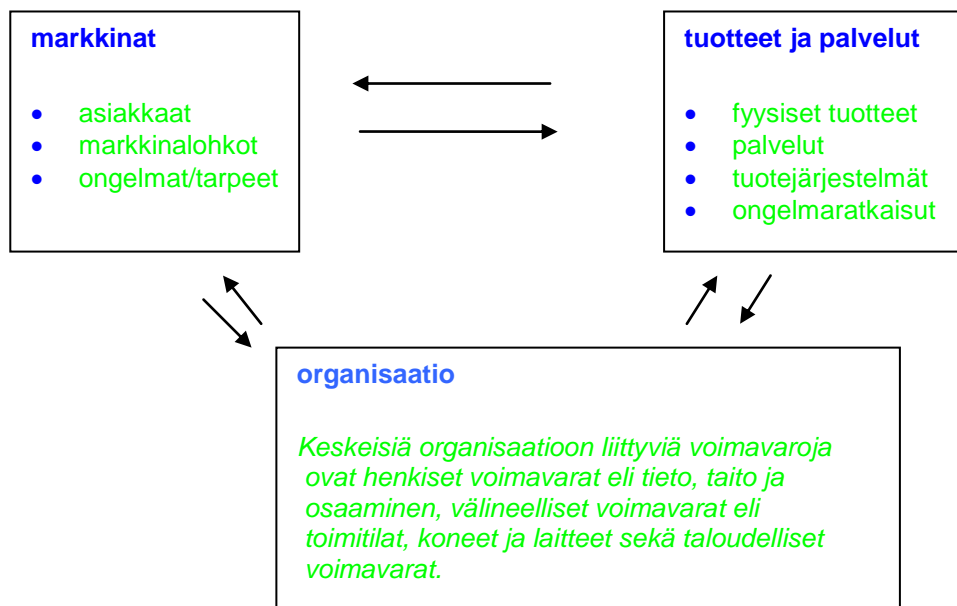 markkinat
• asiakkaat
• markkinalohkot
• ongelmat/tarpeet
tuotteet ja palvelut
• fyysiset tuotteet
• palvelut
• tuotejärjestelmät
• ongelmaratkaisut
organisaatio
Keskeisiä organisaatioon liittyviä voimavaroja
ovat henkiset voimavarat eli tieto, taito ja
osaaminen, välineelliset voimavarat eli
toimitilat, koneet ja laitteet sekä taloudelliset
voimavarat.